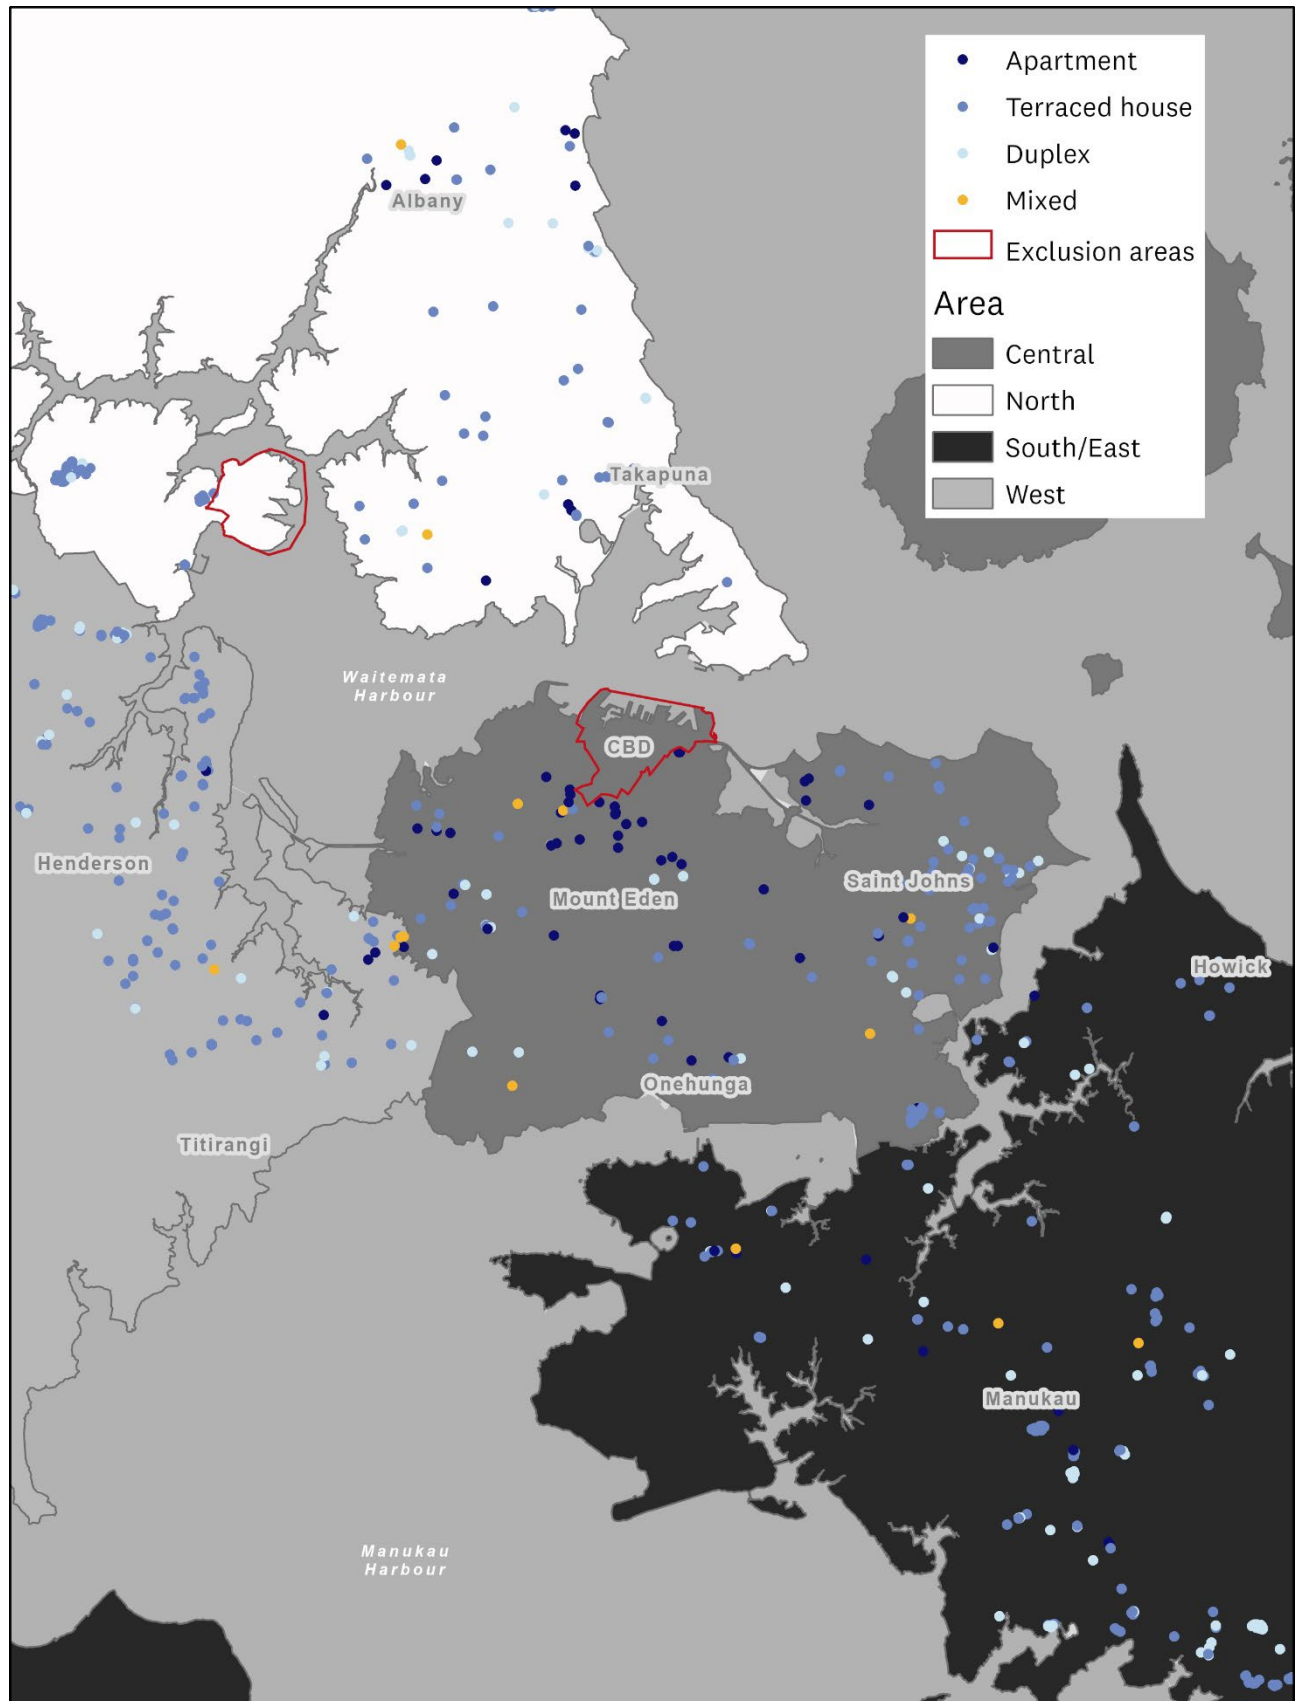 Apartment
Terraced house
Duplex
Mixed
Exclusion areas
Area
Central
North
South/East
West
Albany
Takapuna
Waitemata
Harbour
CBD
Henderson
Mount Eden
Saint Johns
Howick
Onehunga
Titirangi
Manukau
Manukau
Harbour